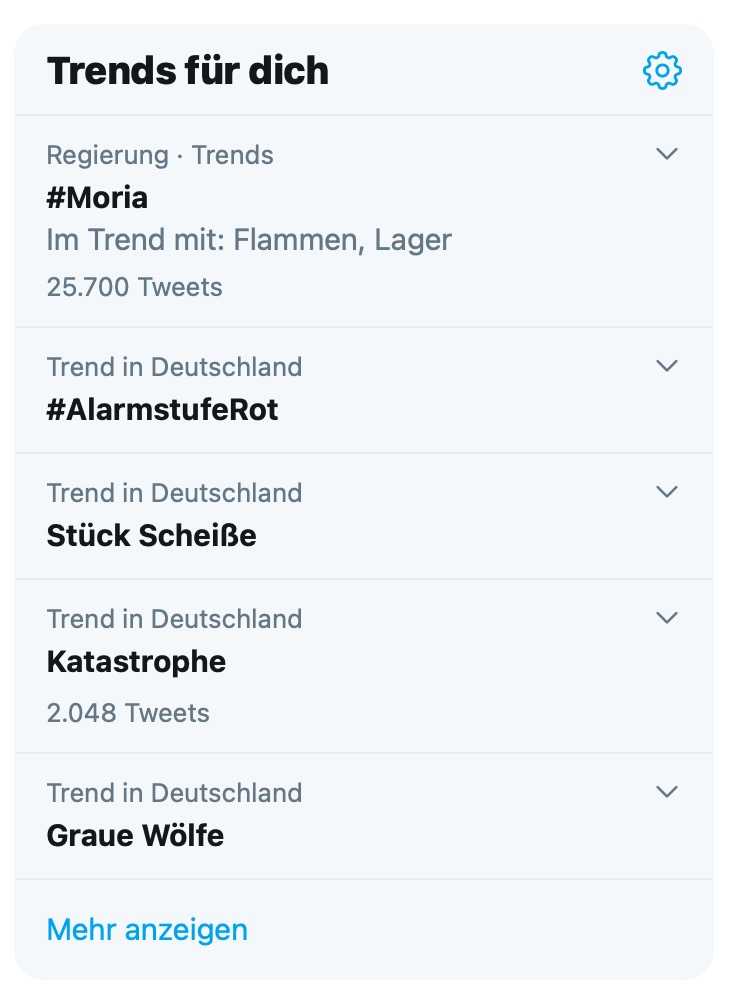 Trends für dich
Regierung · Trends
#Moria
Im Trend mit: Flammen, Lager
25.700 Tweets
Trend in Deutschland
#AlarmstufeRot
Trend in Deutschland
Stück Scheiße
Trend in Deutschland
Katastrophe
2.048 Tweets
Trend in Deutschland
Graue Wölfe
Mehr anzeigen